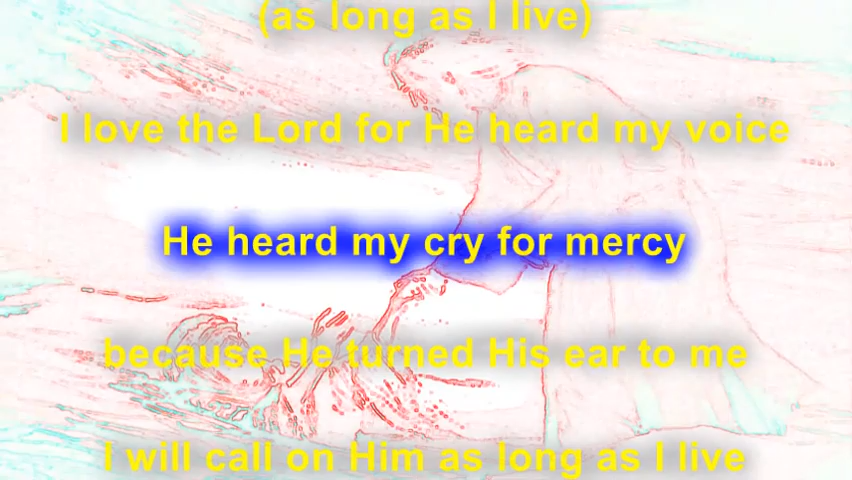 (as long as I live)
I love the Lord for He heard my voice
He heard my cry for mercy
because He turned His ear to me
I will call on Him as long as I live